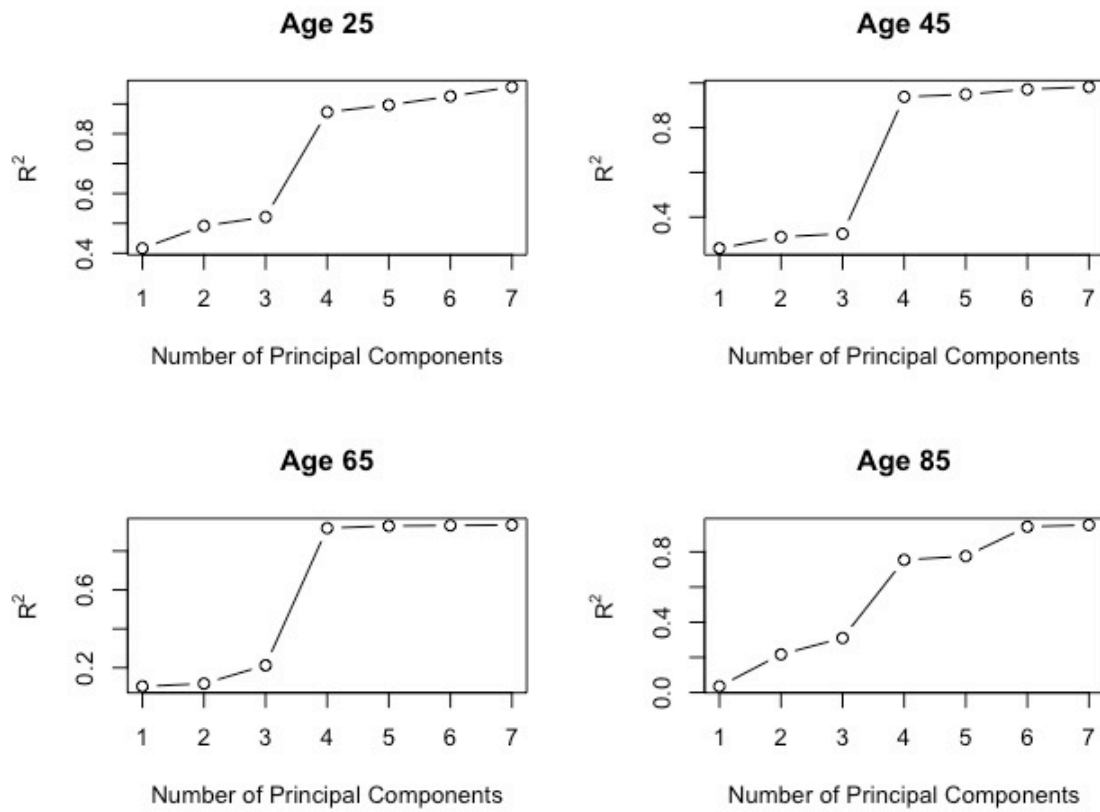 Age 25
R²
0.4 0.6 0.8
1 2 3 4 5 6 7
Number of Principal Components
Age 45
R²
0.4 0.8
1 2 3 4 5 6 7
Number of Principal Components
Age 65
R²
0.2 0.6
1 2 3 4 5 6 7
Number of Principal Components
Age 85
R²
0.0 0.4 0.8
1 2 3 4 5 6 7
Number of Principal Components